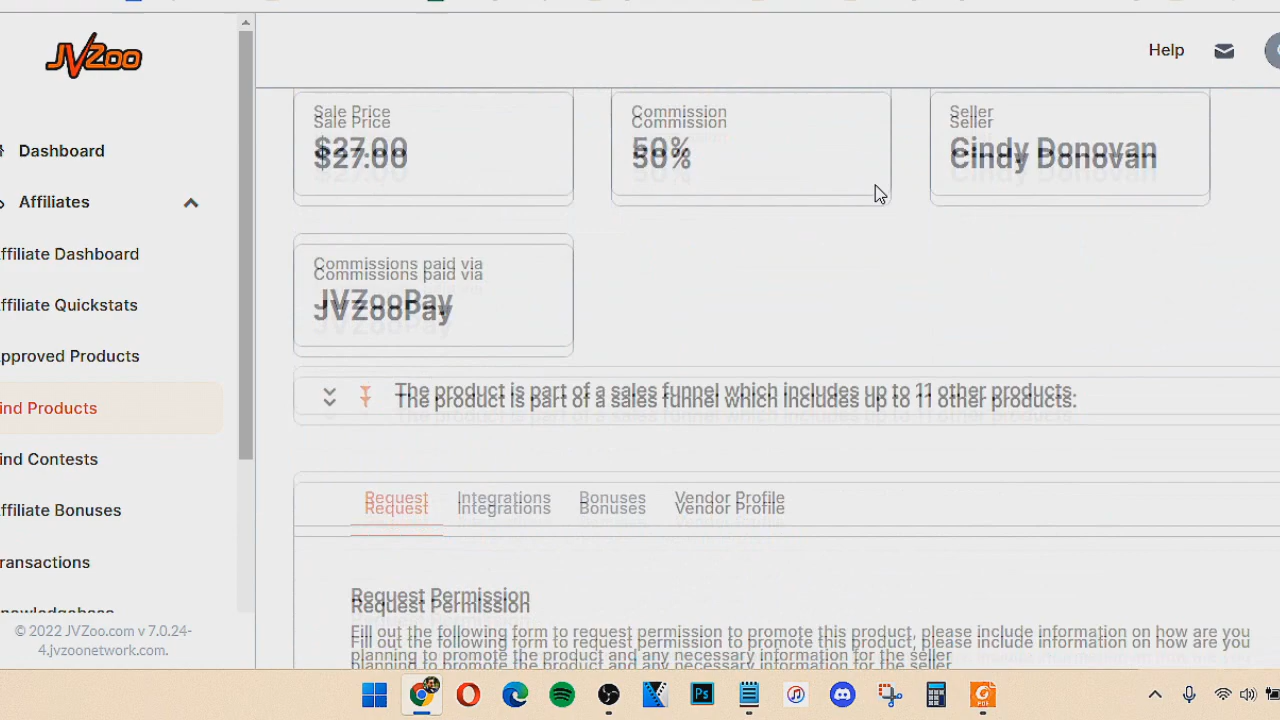 JVZoo
Help
Dashboard
Affiliates
ffiliate Dashboard
ffiliate Quickstats
pproved Products
ind Products
ind Contests
ffiliate Bonuses
ransactions
© 2022 JVZoo.com v 7.0.24-
4.jvzoonetwork.com.
Sale Price
$27.00
Commission
50%
Seller
Cindy Donovan
Commissions paid via
JVZooPay
The product is part of a sales funnel which includes up to 11 other products.
Request Integrations Bonuses Vendor Profile
Request Permission
Fill out the following form to request permission to promote this product, please include information on how are you
planning to promote the product and any necessary information for the seller
Ps